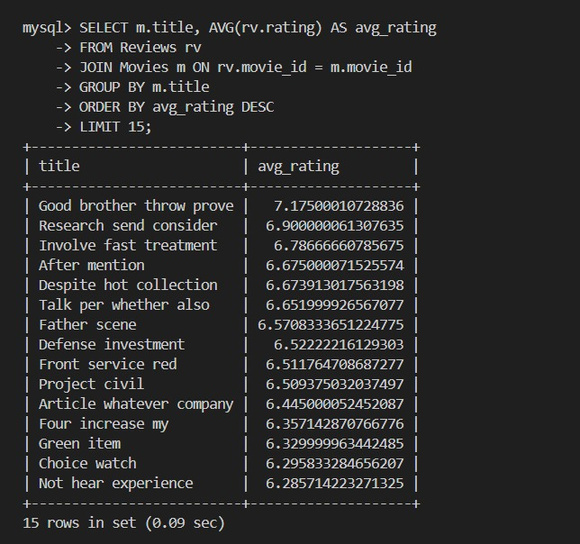 mysql> SELECT m.title, AVG(rv.rating) AS avg_rating
    -> FROM Reviews rv
    -> JOIN Movies m ON rv.movie_id = m.movie_id
    -> GROUP BY m.title
    -> ORDER BY avg_rating DESC
    -> LIMIT 15;
+--------------------------+--------------------+
| title                    | avg_rating         |
+--------------------------+--------------------+
| Good brother throw prove |   7.17500010728836 |
| Research send consider   |  6.900000061307635 |
| Involve fast treatment   |   6.78666660785675 |
| After mention            |  6.675000071525574 |
| Despite hot collection   |  6.673913017563198 |
| Talk per whether also    |  6.651999926567077 |
| Father scene             | 6.5708333651224775 |
| Defense investment       |   6.52222216129303 |
| Front service red        |  6.511764708687277 |
| Project civil            |  6.509375032037497 |
| Article whatever company |  6.445000052452087 |
| Four increase my         |  6.357142870766776 |
| Green item               |  6.329999963442485 |
| Choice watch             |  6.295833284656207 |
| Not hear experience      |  6.285714223271325 |
+--------------------------+--------------------+
15 rows in set (0.09 sec)